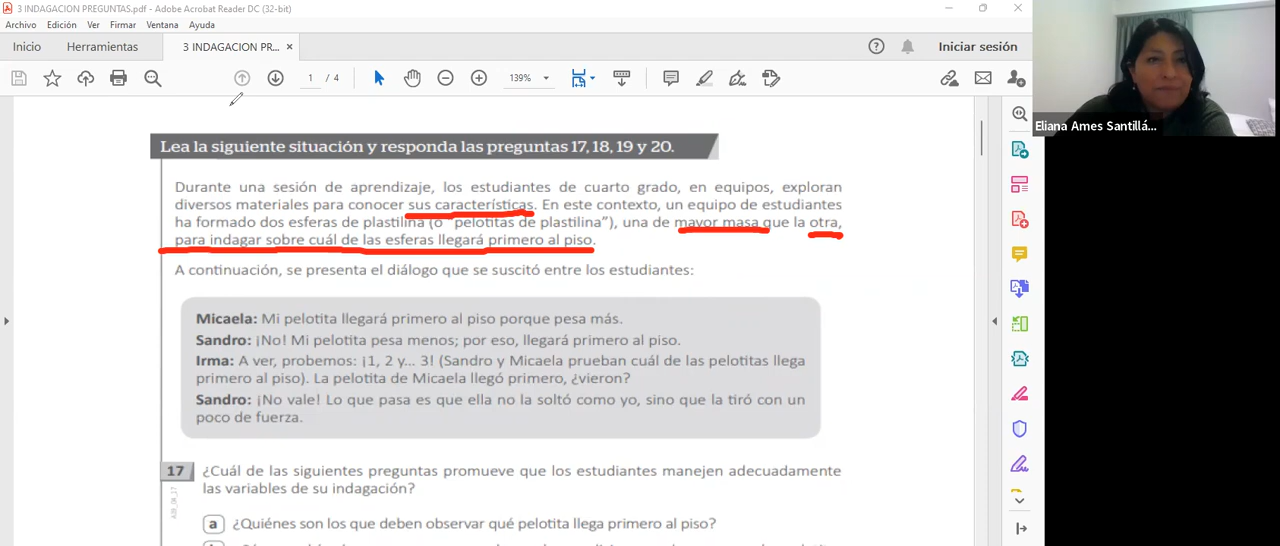 3 INDAGACION PREGUNTAS.pdf - Adobe Acrobat Reader DC (32-bit)
Archivo Edición Ver Firmar Ventana Ayuda
Inicio Herramientas 3 INDAGACION PR... × Iniciar sesión
1 / 4 139%
Eliana Ames Santillá...
Lea la siguiente situación y responda las preguntas 17, 18, 19 y 20.
Durante una sesión de aprendizaje, los estudiantes de cuarto grado, en equipos, exploran
diversos materiales para conocer sus características. En este contexto, un equipo de estudiantes
ha formado dos esferas de plastilina (o "pelotitas de plastilina"), una de mayor masa que la otra,
para indagar sobre cuál de las esferas llegará primero al piso.
A continuación, se presenta el diálogo que se suscitó entre los estudiantes:
Micaela: Mi pelotita llegará primero al piso porque pesa más.
Sandro: ¡No! Mi pelotita pesa menos; por eso, llegará primero al piso.
Irma: A ver, probemos: ¡1, 2 y... 3! (Sandro y Micaela prueban cuál de las pelotitas llega
primero al piso). La pelotita de Micaela llegó primero, ¿vieron?
Sandro: ¡No vale! Lo que pasa es que ella no la soltó como yo, sino que la tiró con un
poco de fuerza.
17 ¿Cuál de las siguientes preguntas promueve que los estudiantes manejen adecuadamente
las variables de su indagación?
a ¿Quiénes son los que deben observar qué pelotita llega primero al piso?